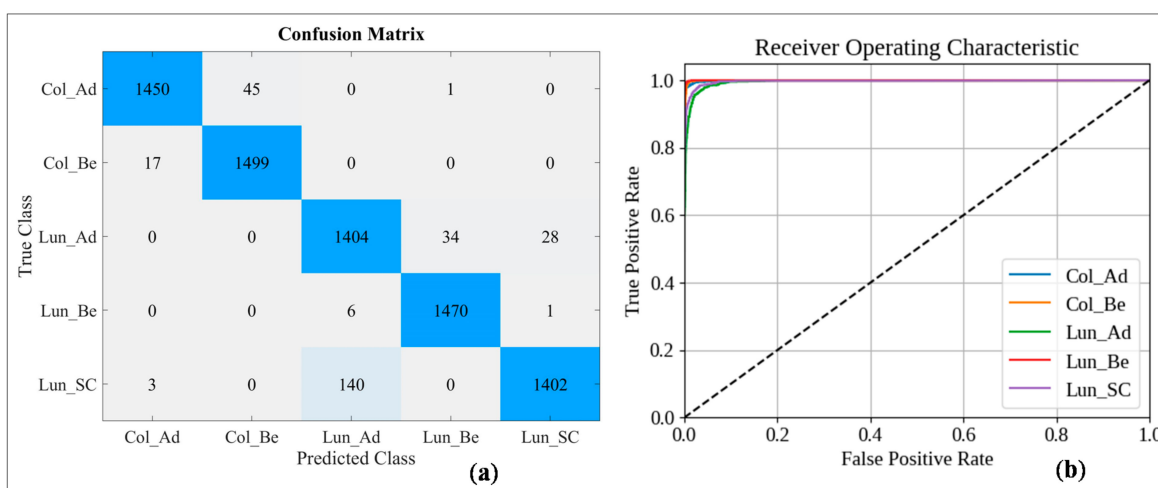 Confusion Matrix
True Class
Col_Ad 1450 45 0 1 0
Col_Be 17 1499 0 0 0
Lun_Ad 0 0 1404 34 28
Lun_Be 0 0 6 1470 1
Lun_SC 3 0 140 0 1402
Col_Ad Col_Be Lun_Ad Lun_Be Lun_SC
Predicted Class
(a)
Receiver Operating Characteristic
True Positive Rate
1.0
0.8
0.6
0.4
0.2
0.0
0.0 0.2 0.4 0.6 0.8 1.0
False Positive Rate
Col_Ad
Col_Be
Lun_Ad
Lun_Be
Lun_SC
(b)